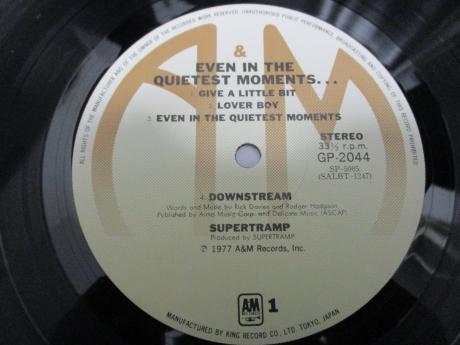 ALL RIGHTS OF THE MANUFACTURER AND OF THE OWNER OF THE RECORDED WORK RESERVED UNAUTHORISED PUBLIC PERFORMANCE, BROADCASTING AND COPYING OF THIS RECORD PROHIBITED
A&M
EVEN IN THE
QUIETEST MOMENTS...
1. GIVE A LITTLE BIT
2. LOVER BOY
3. EVEN IN THE QUIETEST MOMENTS
STEREO
33⅓ r.p.m.
GP-2044
SP-5085
(SALBT-1247)
4. DOWNSTREAM
Words and Music by Rick Davies and Rodger Hodgson
Published by Almo Music Corp. and Delicate Music (ASCAP)
SUPERTRAMP
Produced by SUPERTRAMP
℗ 1977 A&M Records, Inc.
A&M
RECORDS
1
MANUFACTURED BY KING RECORD CO., LTD. TOKYO, JAPAN